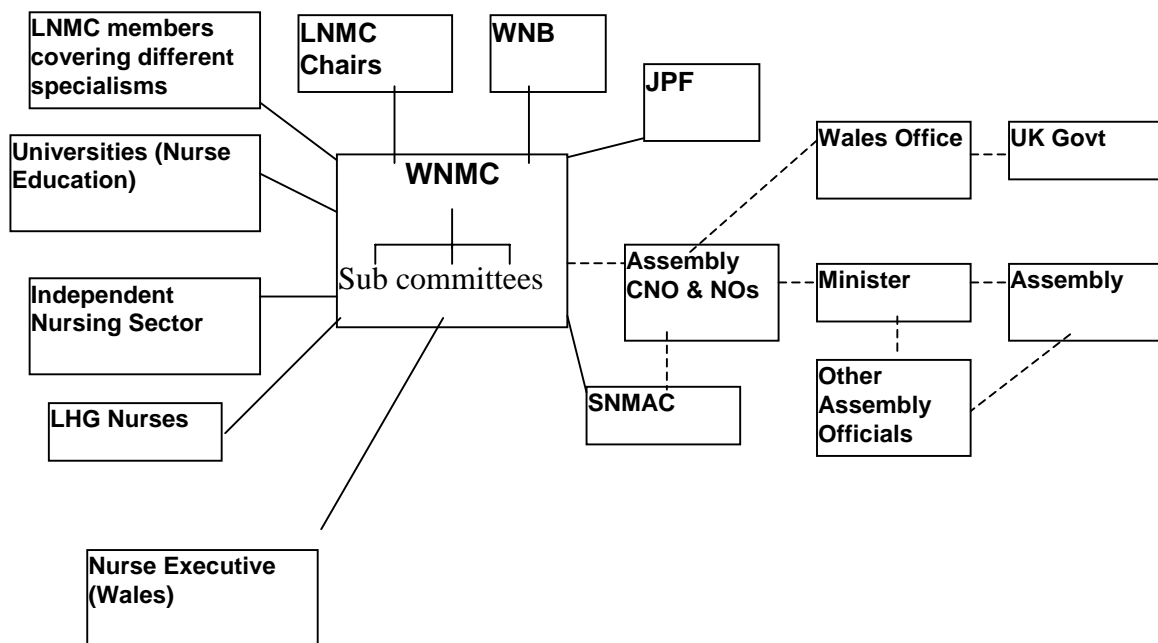 LNMC members
covering different
specialisms
LNMC
Chairs
WNB
JPF
Wales Office
UK Govt
Universities (Nurse
Education)
WNMC
Sub committees
Assembly
CNO & NOs
Minister
Assembly
Independent
Nursing Sector
Other
Assembly
Officials
SNMAC
LHG Nurses
Nurse Executive
(Wales)